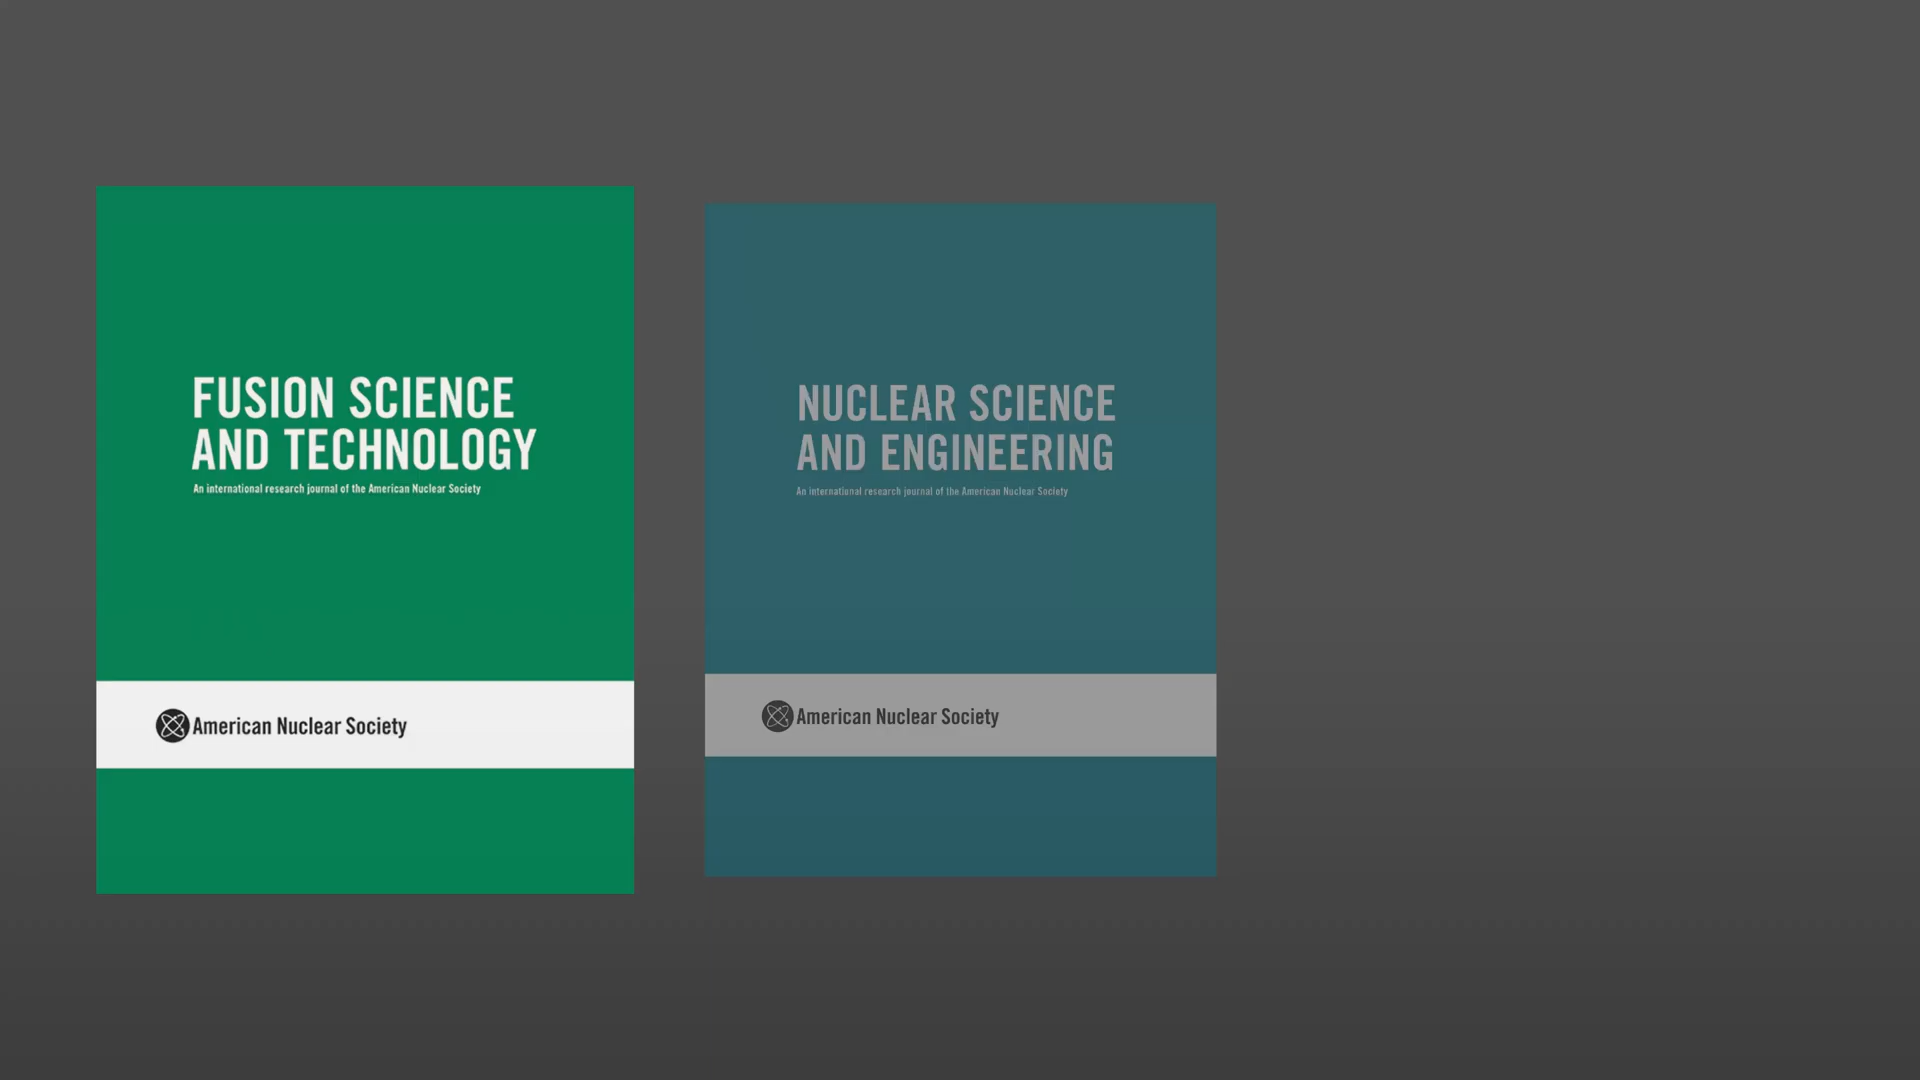 FUSION SCIENCE
AND TECHNOLOGY
An international research journal of the American Nuclear Society
American Nuclear Society
NUCLEAR SCIENCE
AND ENGINEERING
An international research journal of the American Nuclear Society
American Nuclear Society